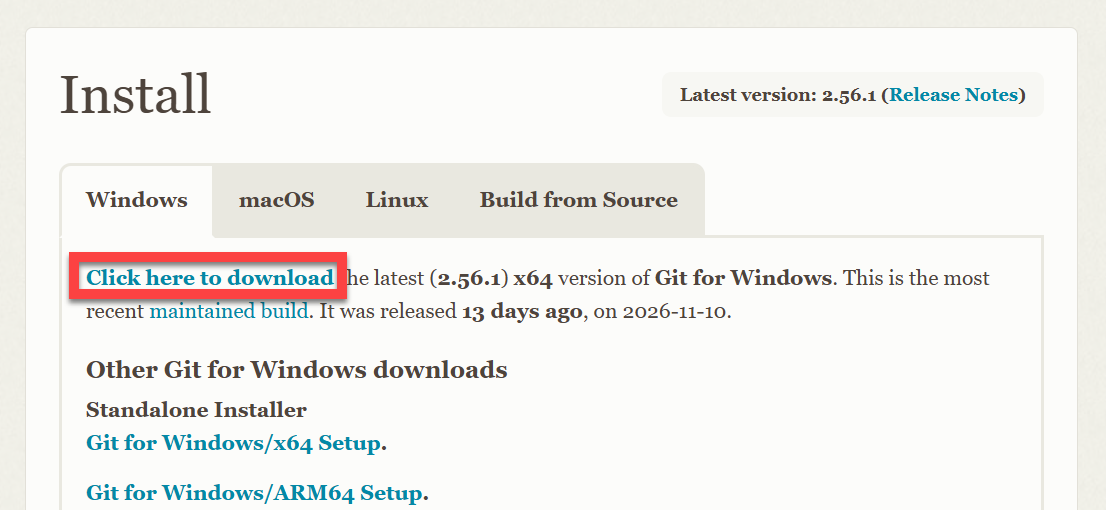 Install
Latest version: 2.56.1 (Release Notes)
Windows
macOS
Linux
Build from Source
Click here to download he latest (2.56.1) x64 version of Git for Windows. This is the most
recent maintained build. It was released 13 days ago, on 2026-11-10.
Other Git for Windows downloads
Standalone Installer
Git for Windows/x64 Setup.
Git for Windows/ARM64 Setup.